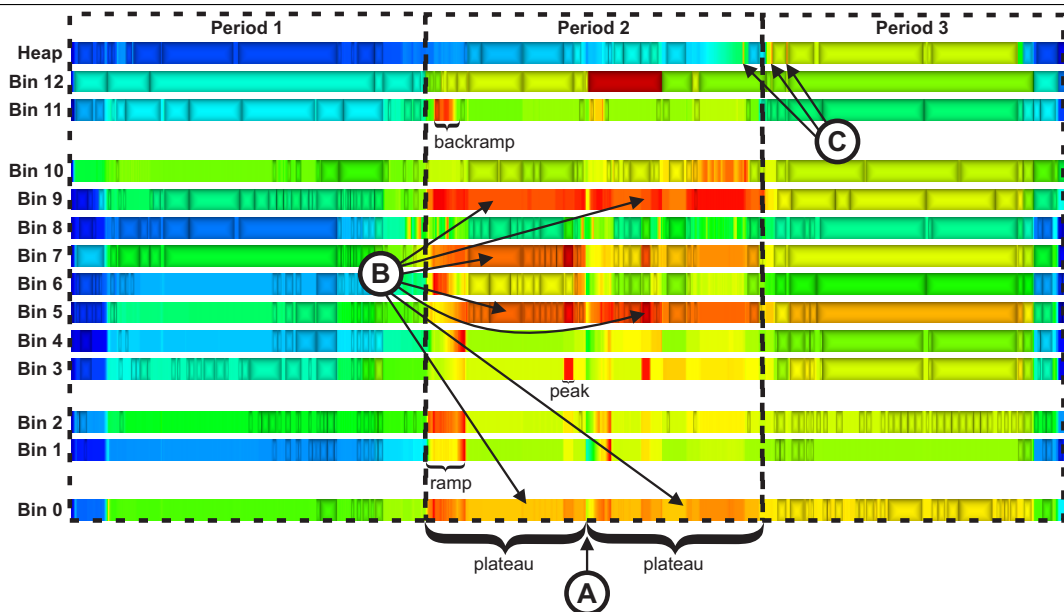 Period 1 Period 2 Period 3
Heap
Bin 12
Bin 11
backramp
C
Bin 10
Bin 9
Bin 8
Bin 7
B
Bin 6
Bin 5
Bin 4
Bin 3
peak
Bin 2
Bin 1
ramp
Bin 0
plateau plateau
A